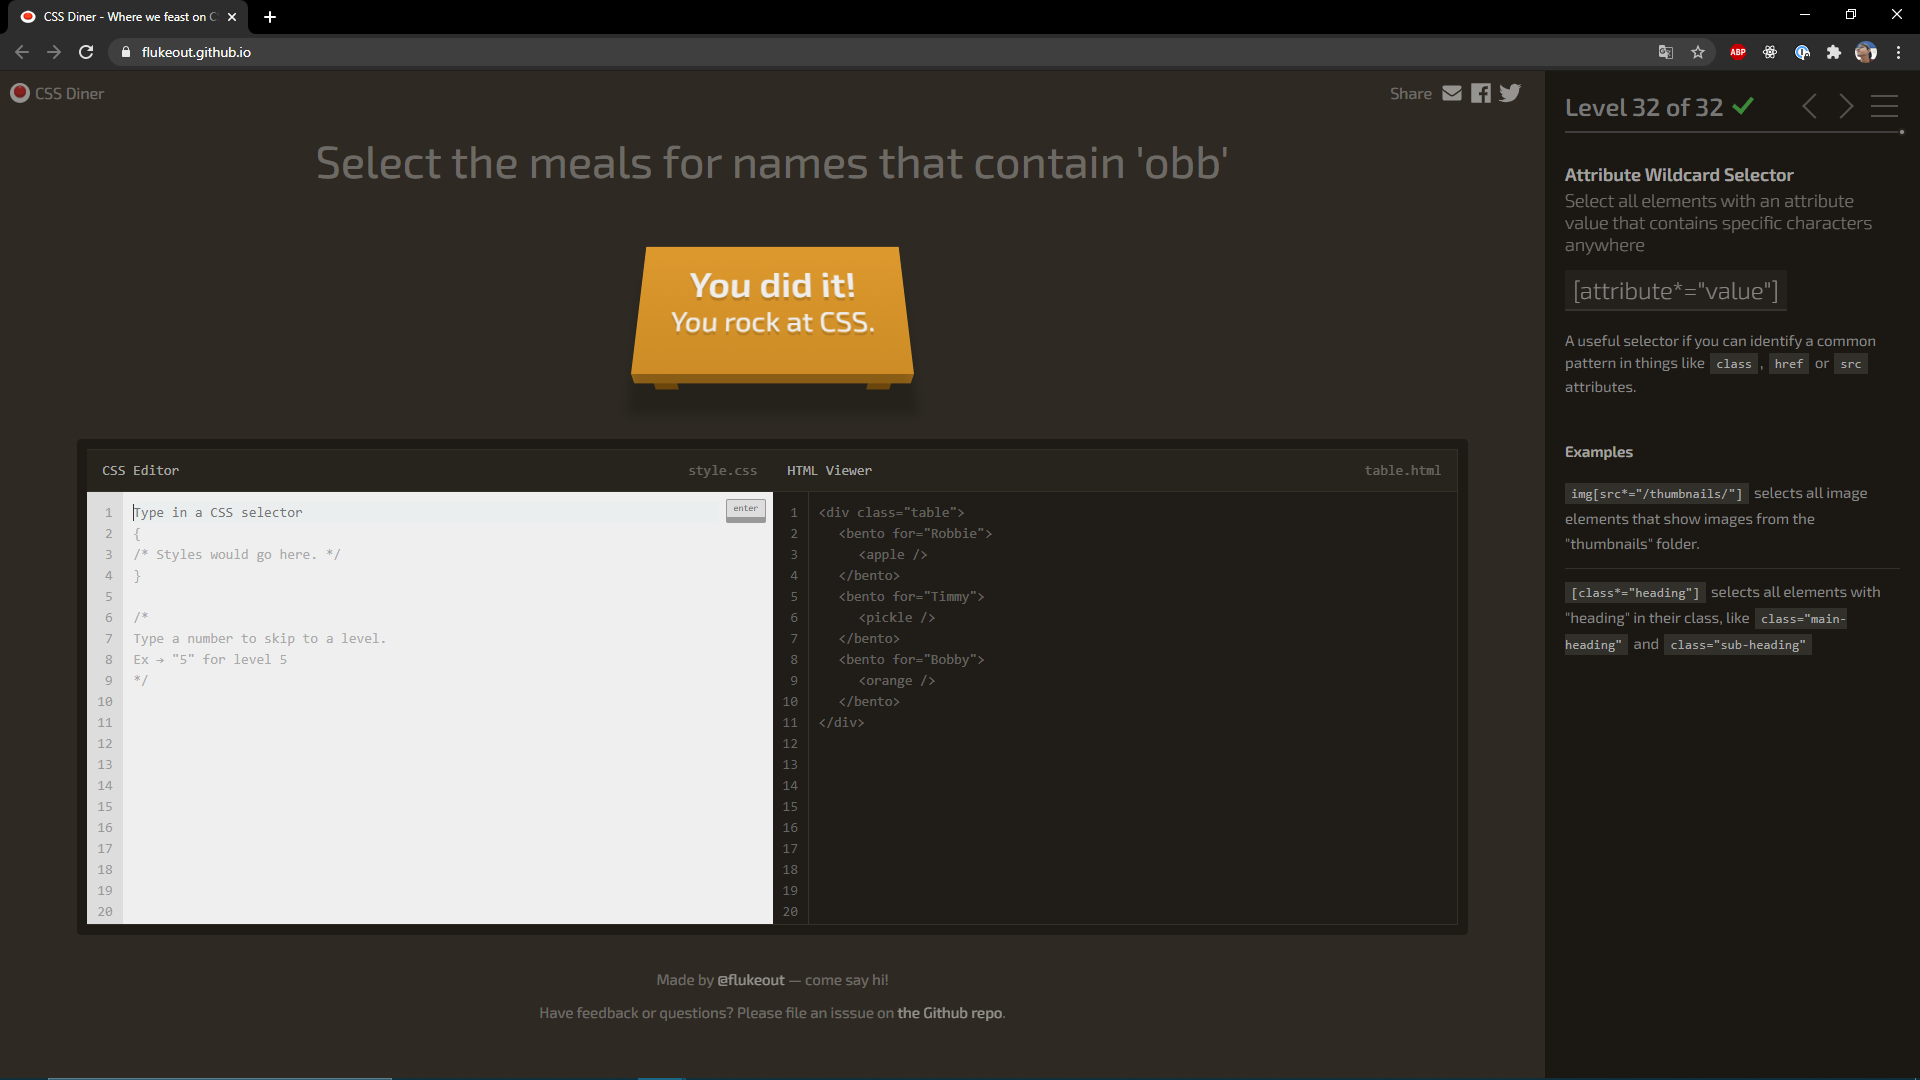 CSS Diner - Where we feast on C
flukeout.github.io
ABP
CSS Diner
Share
Select the meals for names that contain 'obb'
You did it!
You rock at CSS.
CSS Editor
style.css
HTML Viewer
table.html
1 Type in a CSS selector
enter
2 {
3 /* Styles would go here. */
4 }
5
6 /*
7 Type a number to skip to a level.
8 Ex → "5" for level 5
9 */
10
11
12
13
14
15
16
17
18
19
20
1 <div class="table">
2 <bento for="Robbie">
3 <apple />
4 </bento>
5 <bento for="Timmy">
6 <pickle />
7 </bento>
8 <bento for="Bobby">
9 <orange />
10 </bento>
11 </div>
12
13
14
15
16
17
18
19
20
Made by @flukeout — come say hi!
Have feedback or questions? Please file an isssue on the Github repo.
Level 32 of 32
Attribute Wildcard Selector
Select all elements with an attribute
value that contains specific characters
anywhere
[attribute*="value"]
A useful selector if you can identify a common
pattern in things like class , href or src
attributes.
Examples
img[src*="/thumbnails/"] selects all image
elements that show images from the
"thumbnails" folder.
[class*="heading"] selects all elements with
"heading" in their class, like class="main-
heading" and class="sub-heading"